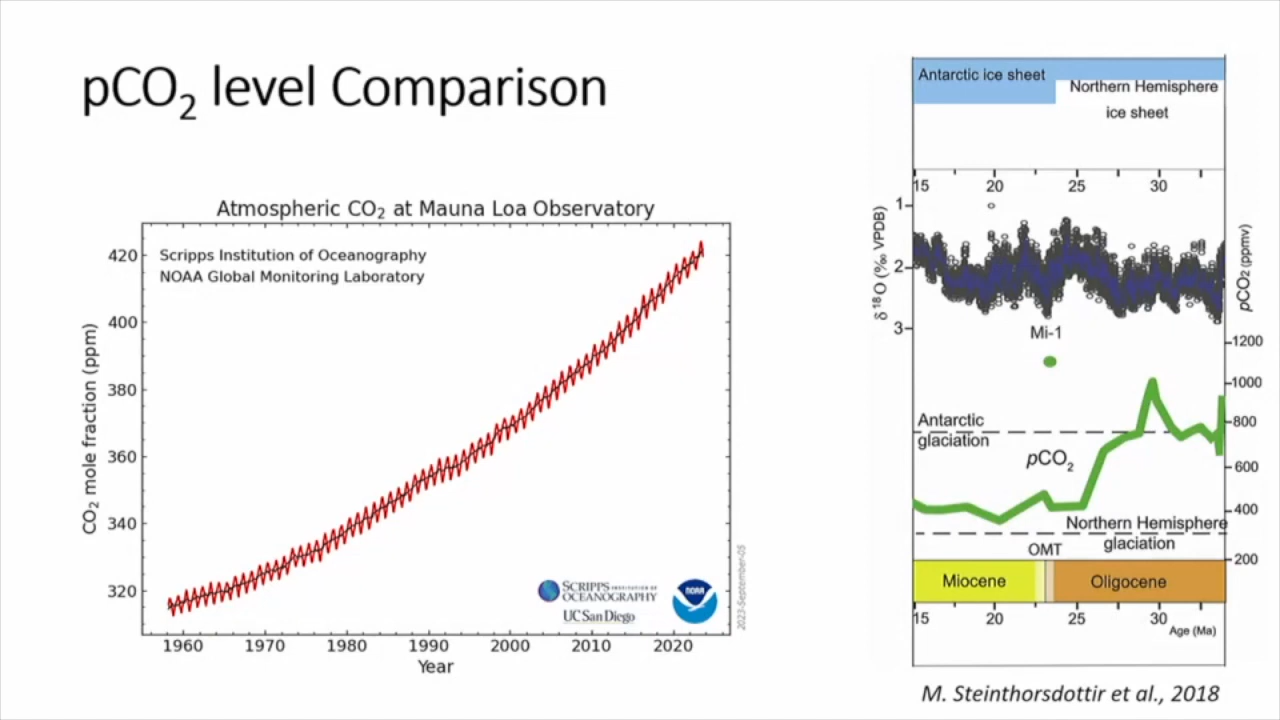 pCO₂ level Comparison
Atmospheric CO₂ at Mauna Loa Observatory
Scripps Institution of Oceanography
NOAA Global Monitoring Laboratory
CO₂ mole fraction (ppm)
420
400
380
360
340
320
1960 1970 1980 1990 2000 2010 2020
Year
SCRIPPS INSTITUTION OF
OCEANOGRAPHY
UC San Diego
NOAA
2023-September-05
Antarctic ice sheet
Northern Hemisphere
ice sheet
15 20 25 30
δ ¹⁸O (‰ VPDB)
1
2
3
Mi-1
pCO₂ (ppmv)
1200
1000
800
600
400
200
Antarctic
glaciation
pCO₂
Northern Hemisphere
glaciation
OMT
Miocene Oligocene
15 20 25 30
Age (Ma)
M. Steinthorsdottir et al., 2018